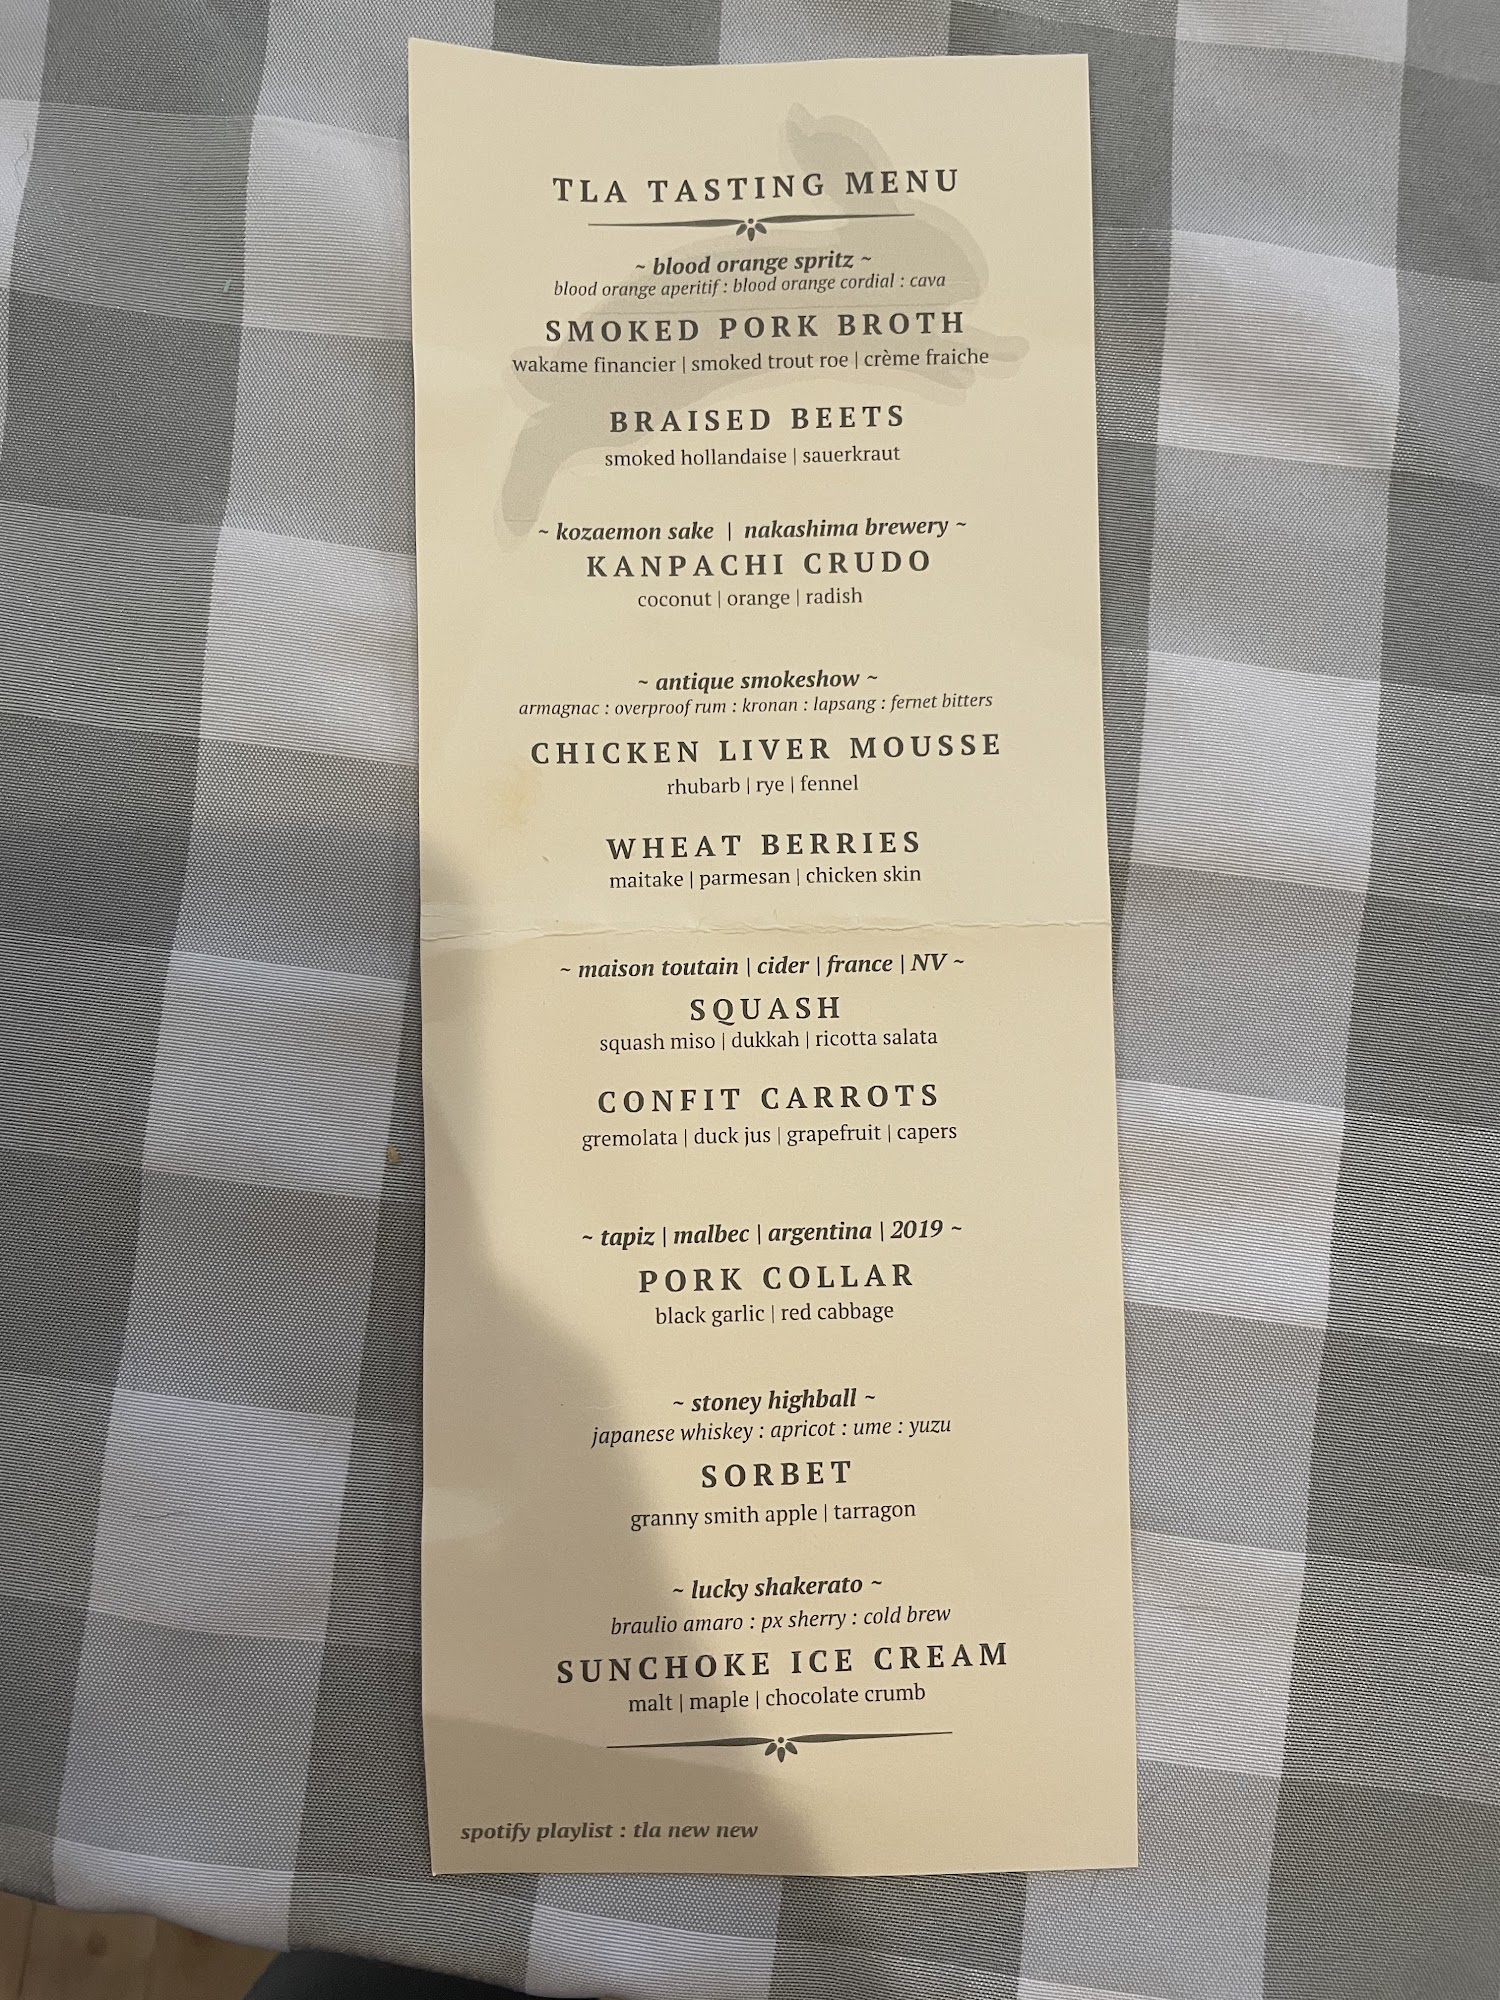 TLA TASTING MENU
~ blood orange spritz ~
blood orange aperitif : blood orange cordial : cava
SMOKED PORK BROTH
wakame financier | smoked trout roe | crème fraiche
BRAISED BEETS
smoked hollandaise | sauerkraut
~ kozaemon sake | nakashima brewery ~
KANPACHI CRUDO
coconut | orange | radish
~ antique smokeshow ~
armagnac : overproof rum : kronan : lapsang : fernet bitters
CHICKEN LIVER MOUSSE
rhubarb | rye | fennel
WHEAT BERRIES
maitake | parmesan | chicken skin
~ maison toutain | cider | france | NV ~
SQUASH
squash miso | dukkah | ricotta salata
CONFIT CARROTS
gremolata | duck jus | grapefruit | capers
~ tapiz | malbec | argentina | 2019 ~
PORK COLLAR
black garlic | red cabbage
~ stoney highball ~
japanese whiskey : apricot : ume : yuzu
SORBET
granny smith apple | tarragon
~ lucky shakerato ~
braulio amaro : px sherry : cold brew
SUNCHOKE ICE CREAM
malt | maple | chocolate crumb
spotify playlist : tla new new